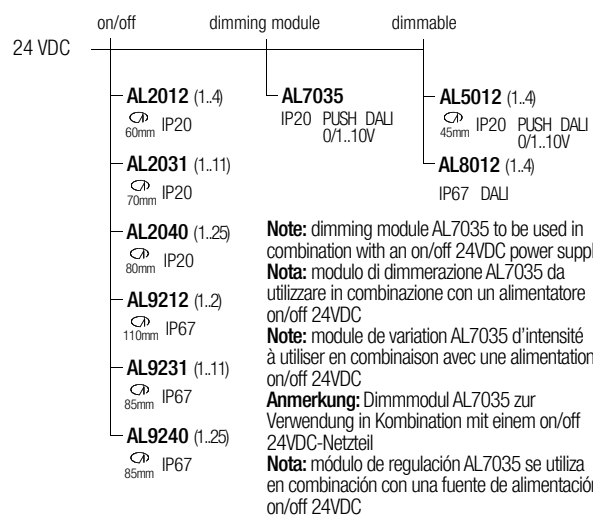 on/off dimming module dimmable
24 VDC
AL2012 (1..4)
60mm IP20
AL2031 (1..11)
70mm IP20
AL2040 (1..25)
80mm IP20
AL9212 (1..2)
110mm IP67
AL9231 (1..11)
85mm IP67
AL9240 (1..25)
85mm IP67
AL7035
IP20 PUSH DALI
0/1..10V
AL5012 (1..4)
45mm IP20 PUSH DALI
0/1..10V
AL8012 (1..4)
IP67 DALI
Note: dimming module AL7035 to be used in
combination with an on/off 24VDC power suppl
Nota: modulo di dimmerazione AL7035 da
utilizzare in combinazione con un alimentatore
on/off 24VDC
Note: module de variation AL7035 d'intensité
à utiliser en combinaison avec une alimentation
on/off 24VDC
Anmerkung: Dimmmodul AL7035 zur
Verwendung in Kombination mit einem on/off
24VDC-Netzteil
Nota: módulo de regulación AL7035 se utiliza
en combinación con una fuente de alimentación
on/off 24VDC